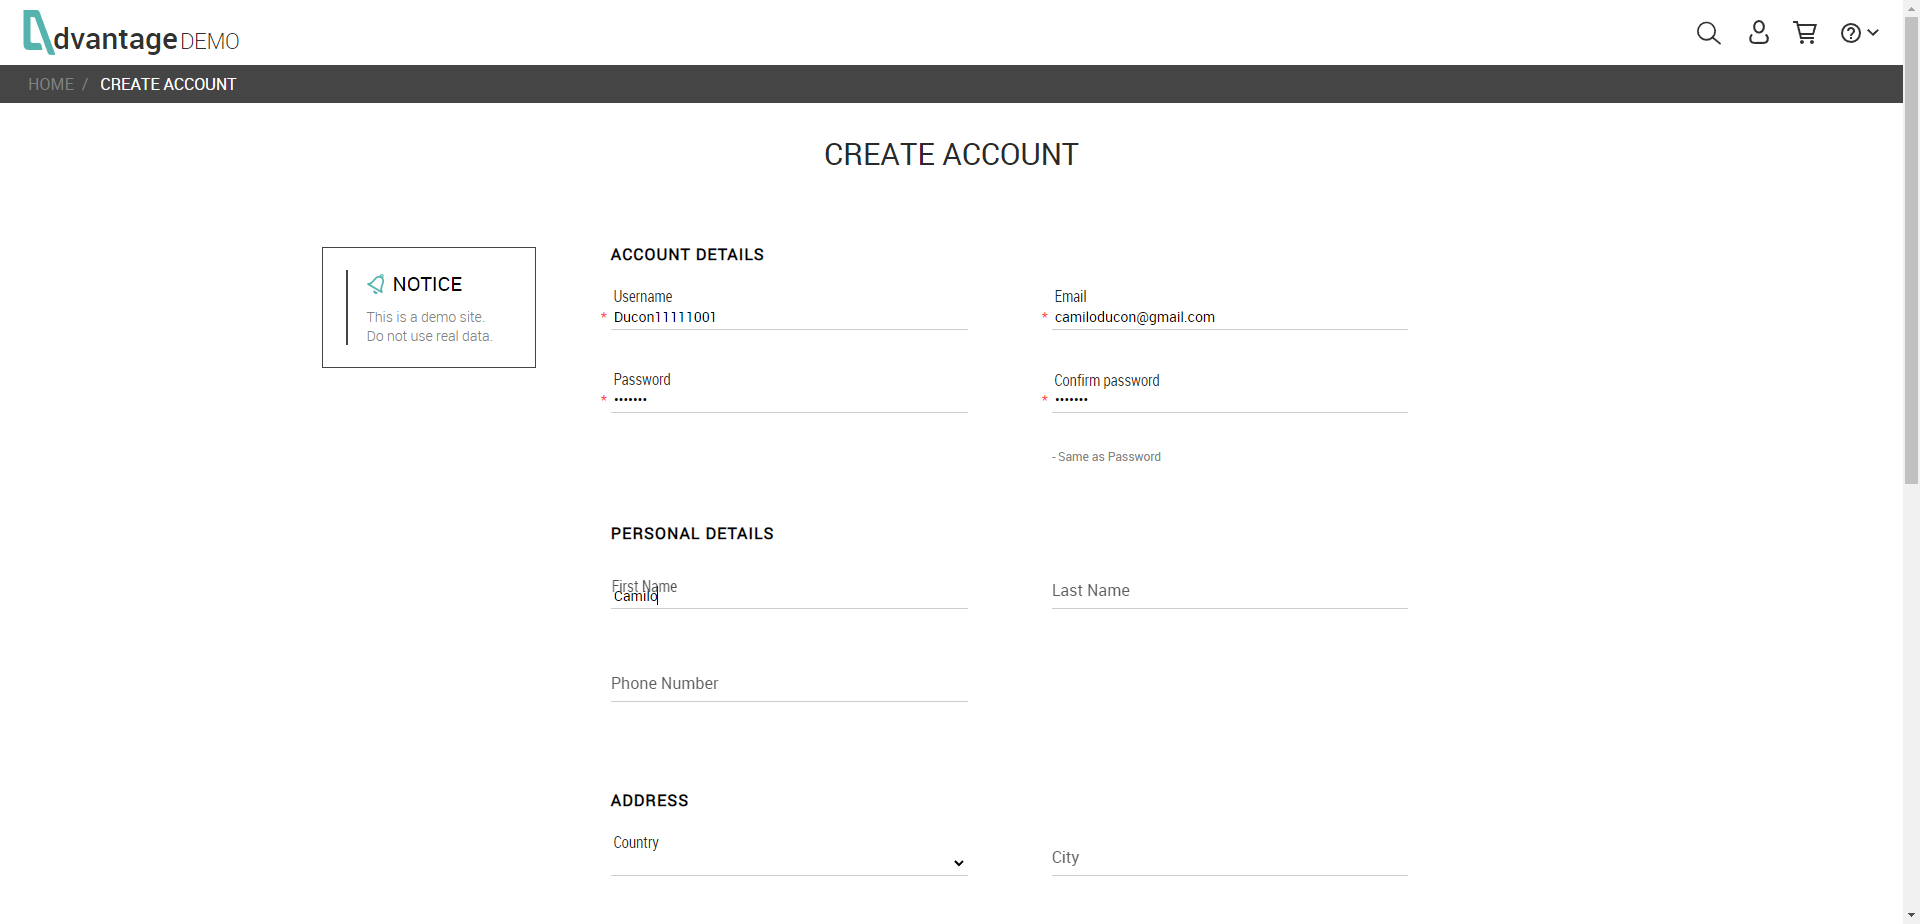 dvantage DEMO
HOME / CREATE ACCOUNT
CREATE ACCOUNT
NOTICE
This is a demo site.
Do not use real data.
ACCOUNT DETAILS
Username
* Ducon11111001
Email
* camiloducon@gmail.com
Password
* •••••••
Confirm password
* •••••••
- Same as Password
PERSONAL DETAILS
First Name
Camilo
Last Name
Phone Number
ADDRESS
Country
City